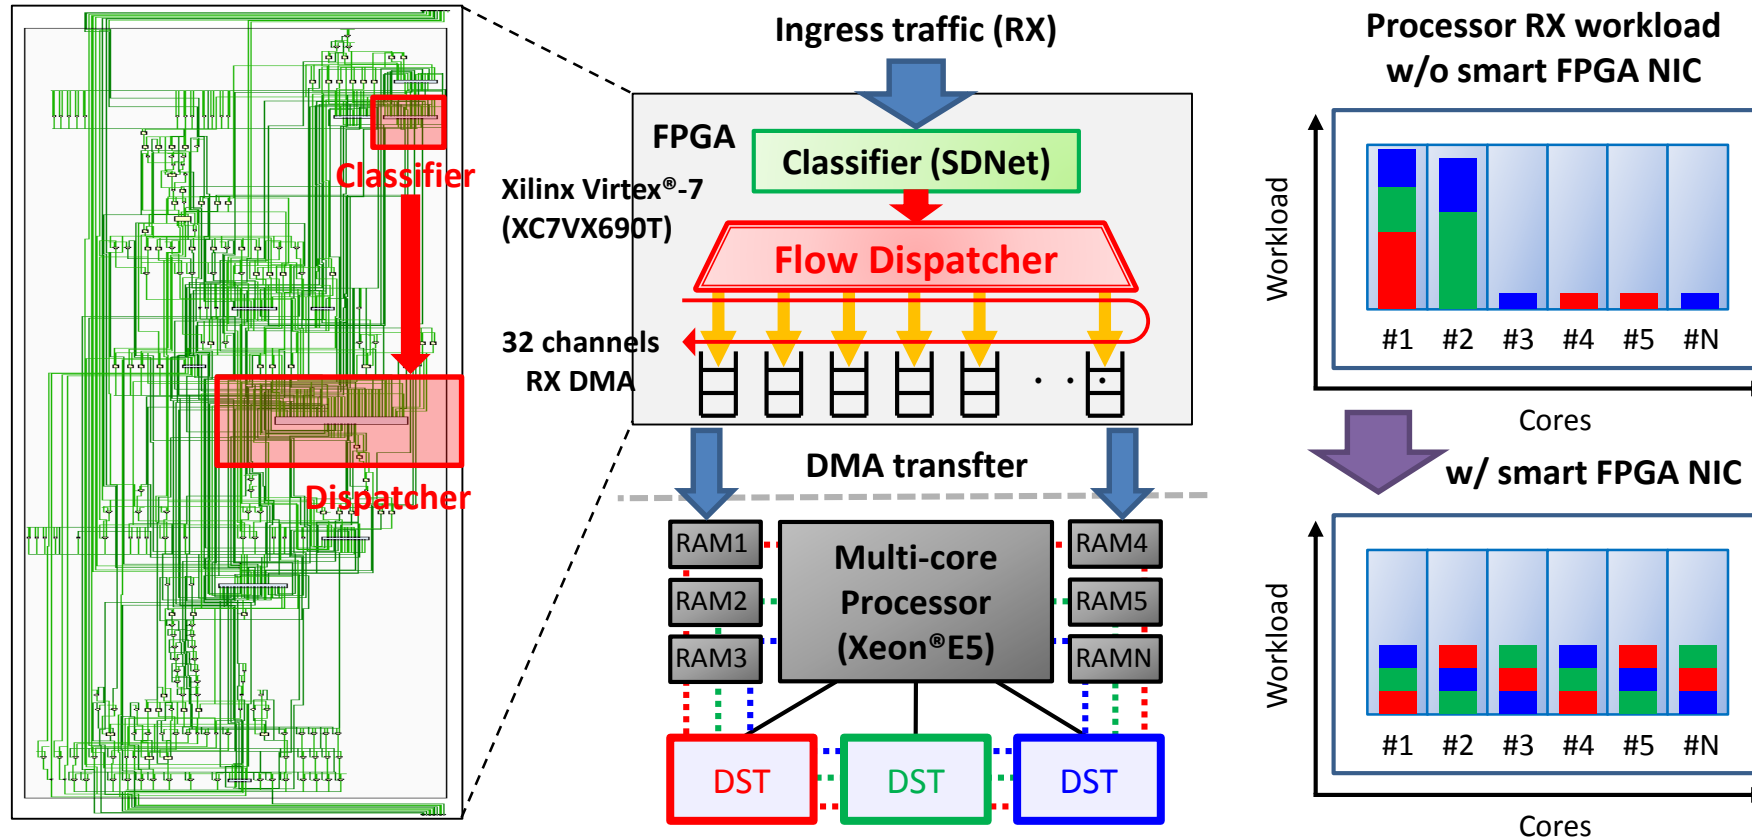 Classifier
Dispatcher
Ingress traffic (RX)
FPGA
Classifier (SDNet)
Xilinx Virtex®-7
(XC7VX690T)
Flow Dispatcher
32 channels
RX DMA
. . .
DMA transfter
RAM1
RAM2
RAM3
Multi-core
Processor
(Xeon®E5)
RAM4
RAM5
RAMN
DST
DST
DST
Processor RX workload
w/o smart FPGA NIC
Workload
#1 #2 #3 #4 #5 #N
Cores
w/ smart FPGA NIC
Workload
#1 #2 #3 #4 #5 #N
Cores